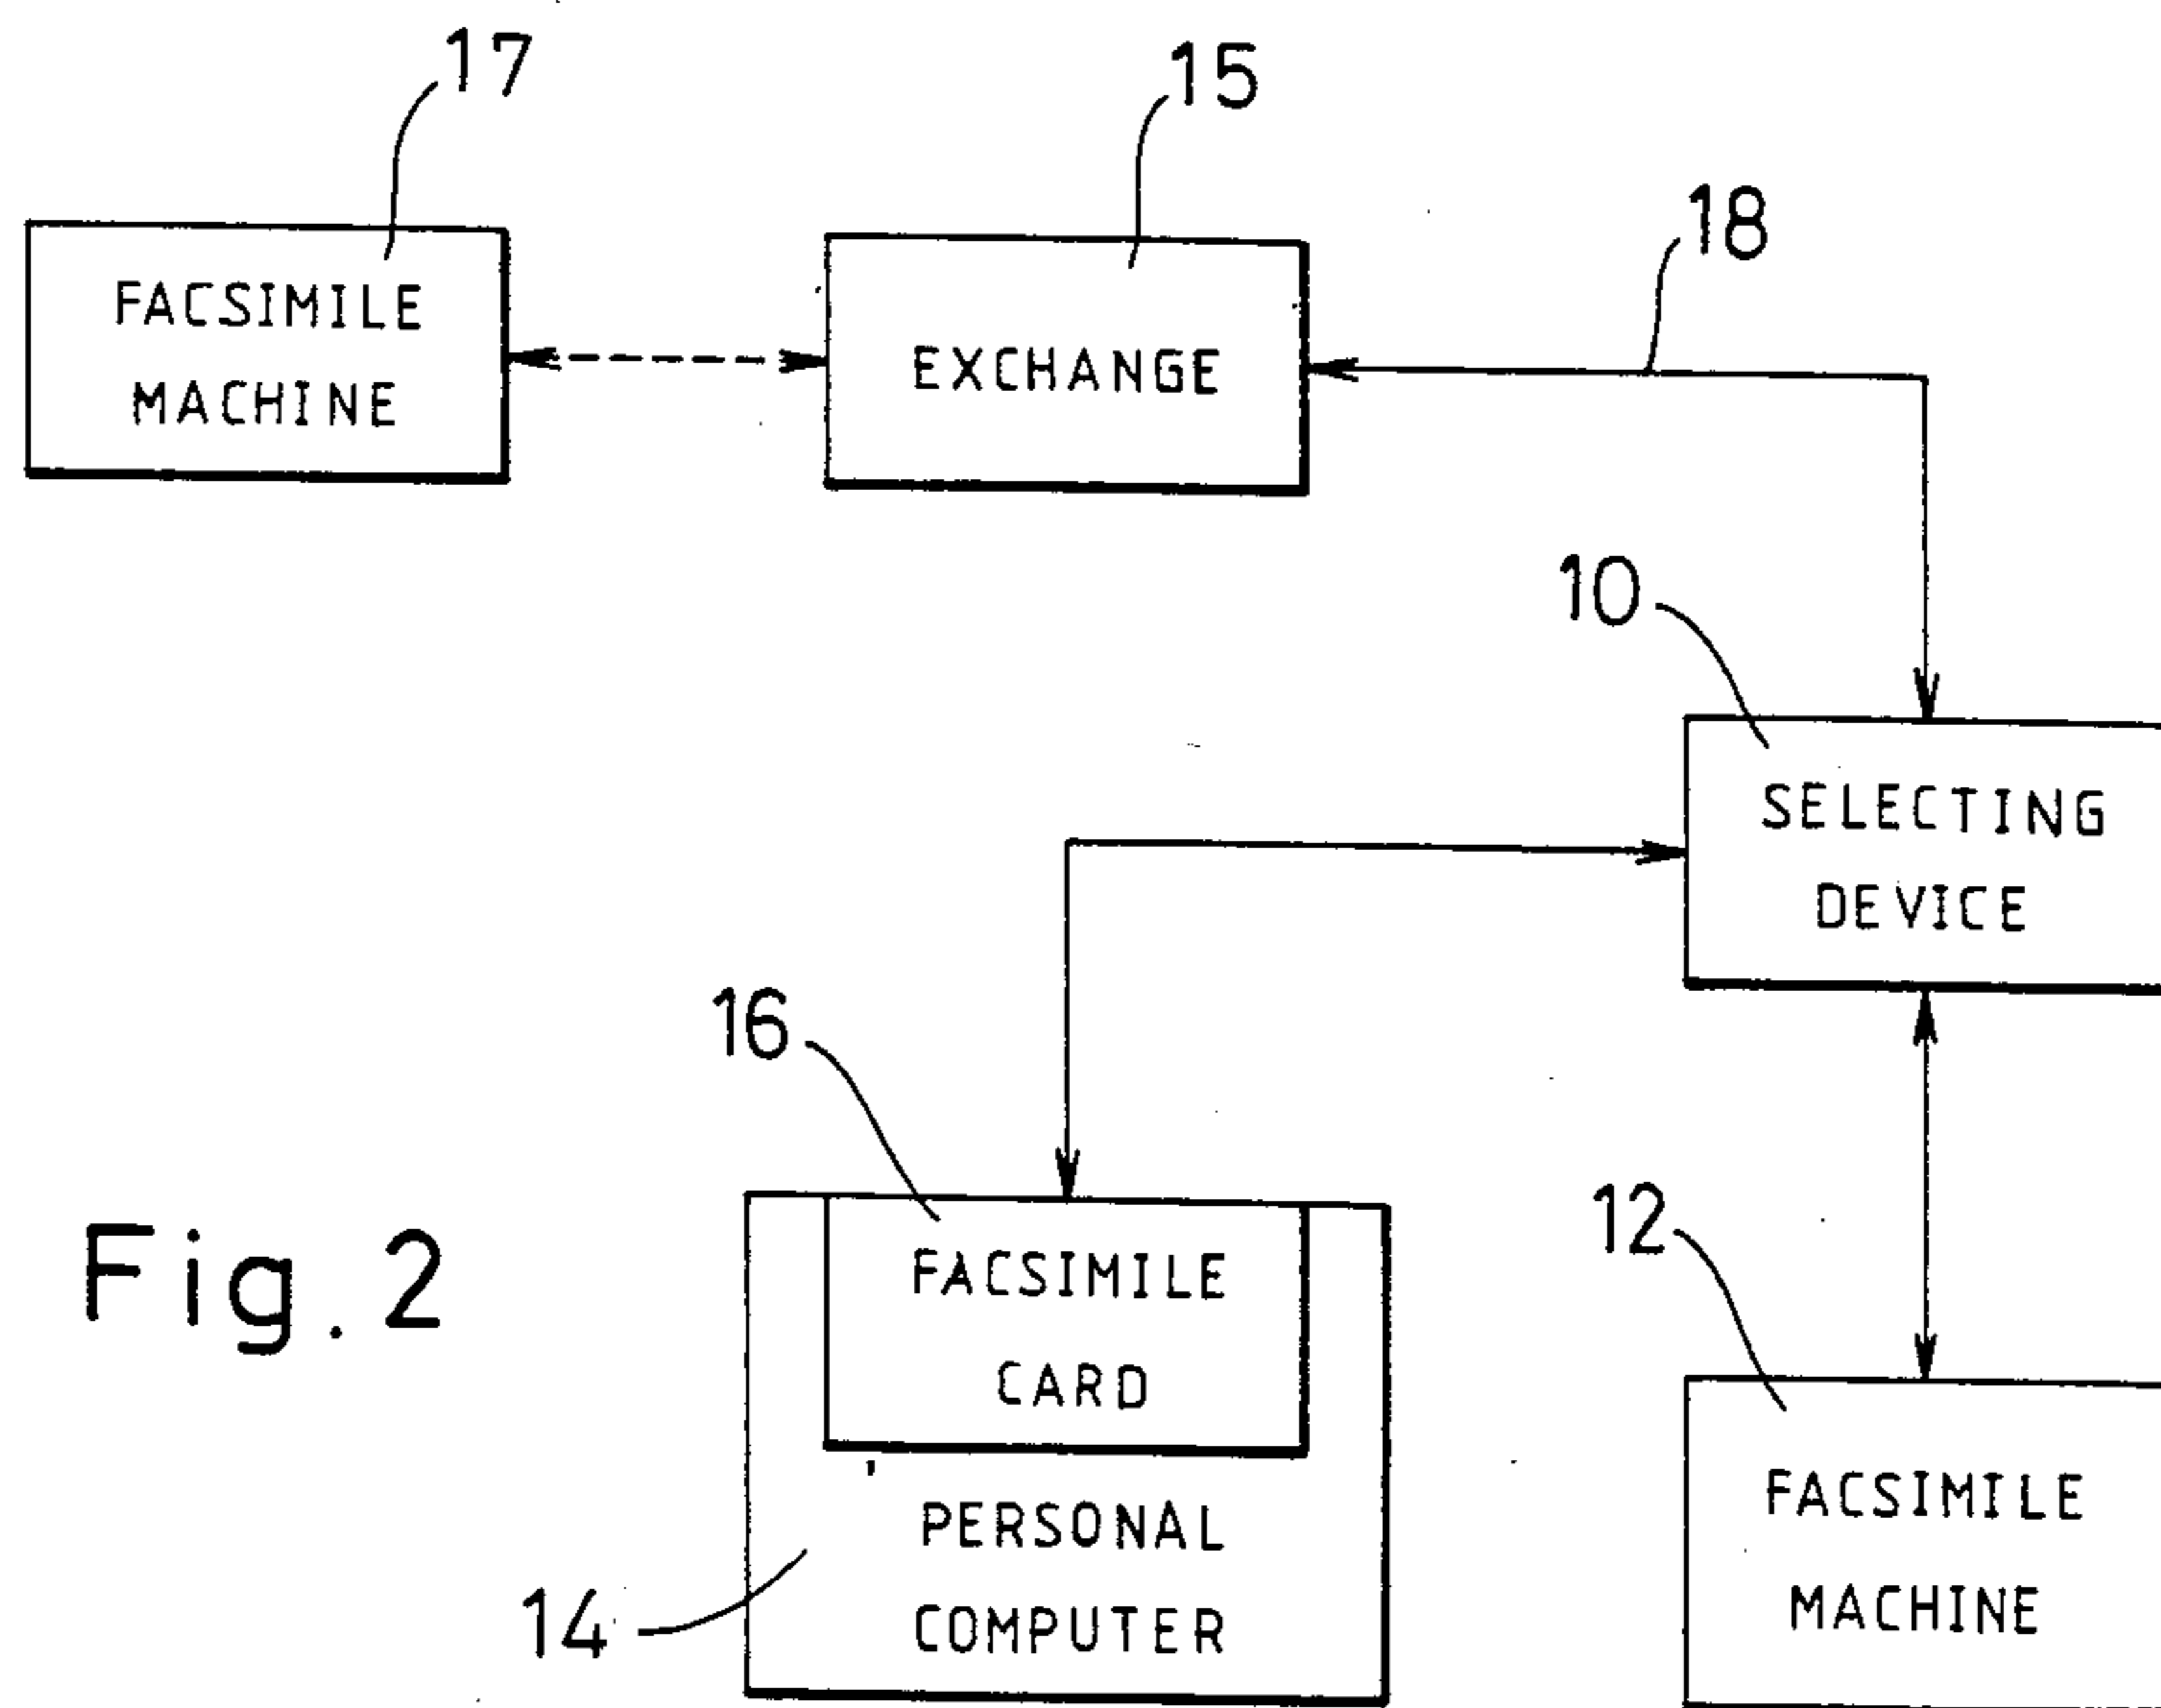 17
15
18
FACSIMILE
MACHINE
EXCHANGE
10
SELECTING
DEVICE
16
12
Fig.2
FACSIMILE
CARD
PERSONAL
COMPUTER
14
FACSIMILE
MACHINE